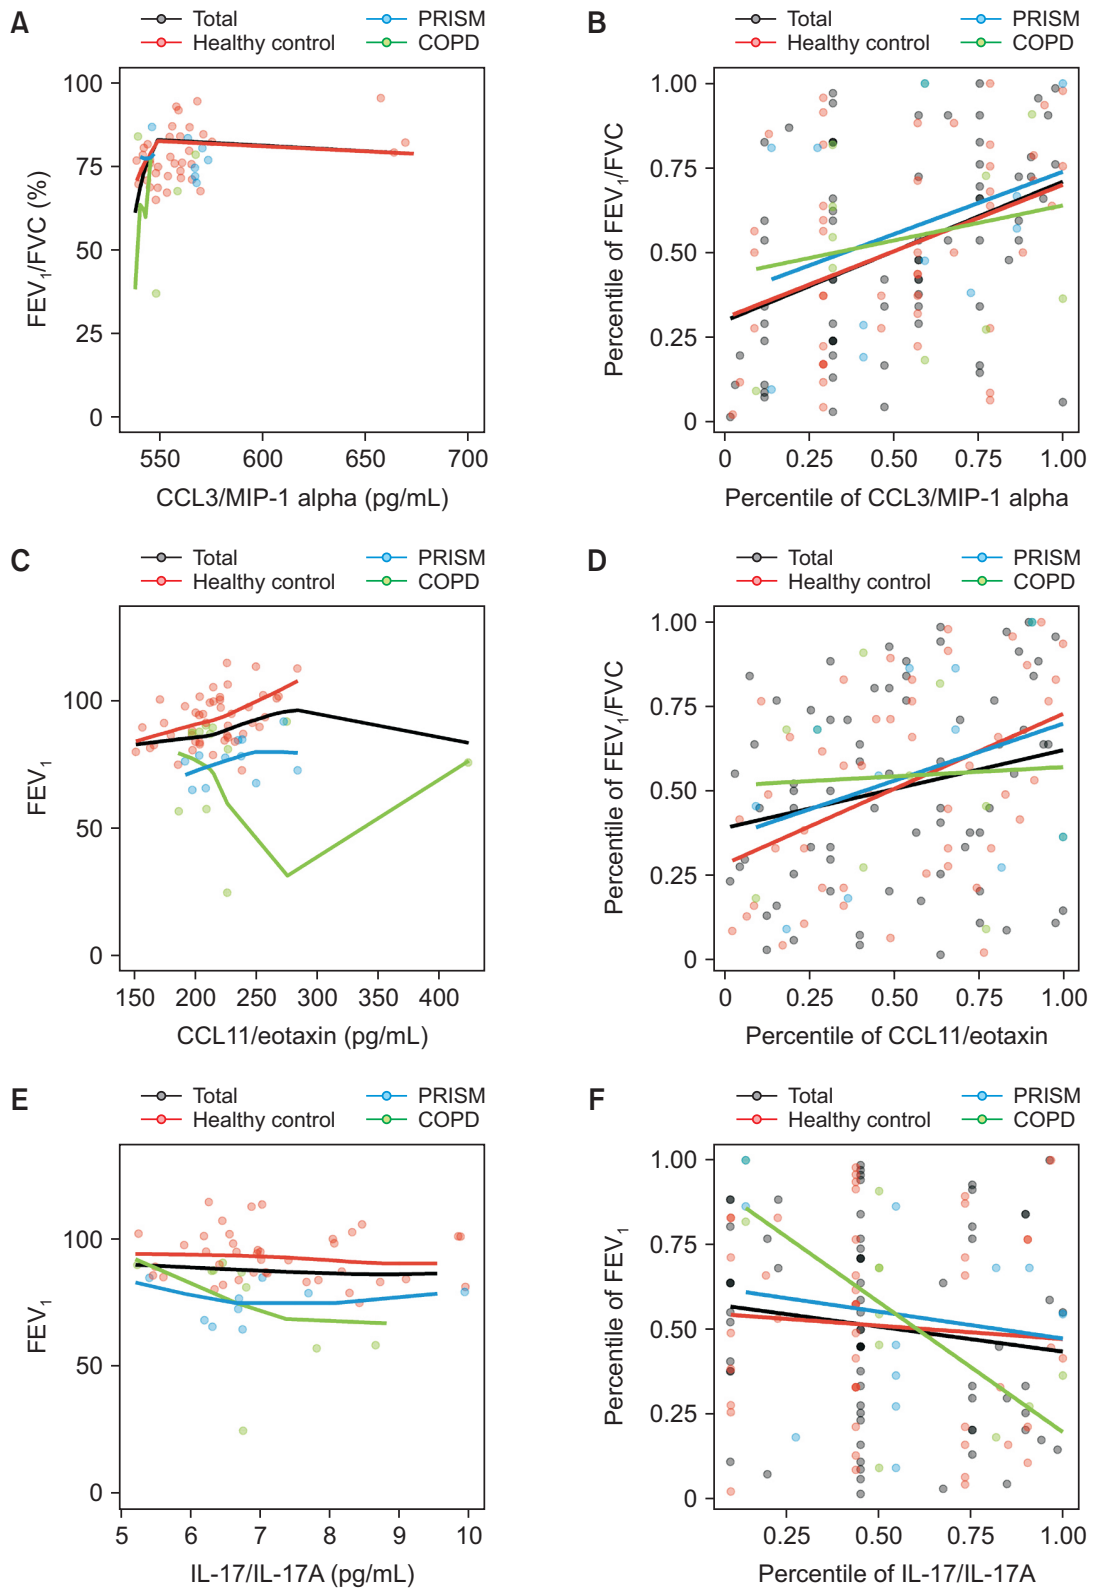 A
Total
PRISM
Healthy control
COPD
FEV1/FVC (%)
100
75
50
25
0
550
600
650
700
CCL3/MIP-1 alpha (pg/mL)
B
Total
PRISM
Healthy control
COPD
Percentile of FEV1/FVC
1.00
0.75
0.50
0.25
0
0
0.25
0.50
0.75
1.00
Percentile of CCL3/MIP-1 alpha
C
Total
PRISM
Healthy control
COPD
FEV1
100
50
0
150
200
250
300
350
400
CCL11/eotaxin (pg/mL)
D
Total
PRISM
Healthy control
COPD
Percentile of FEV1/FVC
1.00
0.75
0.50
0.25
0
0
0.25
0.50
0.75
1.00
Percentile of CCL11/eotaxin
E
Total
PRISM
Healthy control
COPD
FEV1
100
50
0
5
6
7
8
9
10
IL-17/IL-17A (pg/mL)
F
Total
PRISM
Healthy control
COPD
Percentile of FEV1
1.00
0.75
0.50
0.25
0
0.25
0.50
0.75
1.00
Percentile of IL-17/IL-17A